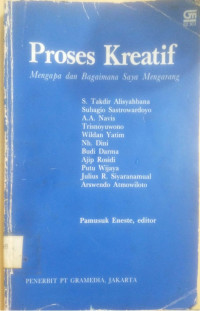 Proses Kreatif
Mengapa dan Bagaimana Saya Mengarang
S. Takdir Alisyahbana
Subagio Sastrowardoyo
A.A. Navis
Trisnoyuwono
Wildan Yatim
Nh. Dini
Budi Darma
Ajip Rosidi
Putu Wijaya
Julius R. Siyaranamual
Arswendo Atmowiloto
Pamusuk Eneste, editor
PENERBIT PT GRAMEDIA, JAKARTA